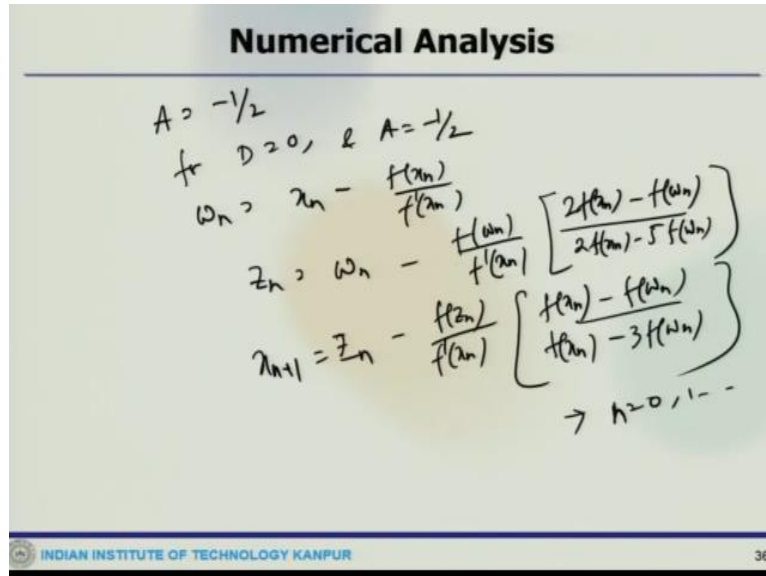 Numerical Analysis
A = -1/2
fr D=0, & A = -1/2
ωn = xn - f(xn)/f'(xn)
zn = ωn - f(ωn)/f'(xn) [ (2f(xn) - f(ωn))/(2f(xn) - 5f(ωn)) ]
xn+1 = zn - f(zn)/f'(xn) [ (f(xn) - f(ωn))/(f(xn) - 3f(ωn)) ]
→ n=0, 1--
INDIAN INSTITUTE OF TECHNOLOGY KANPUR
36